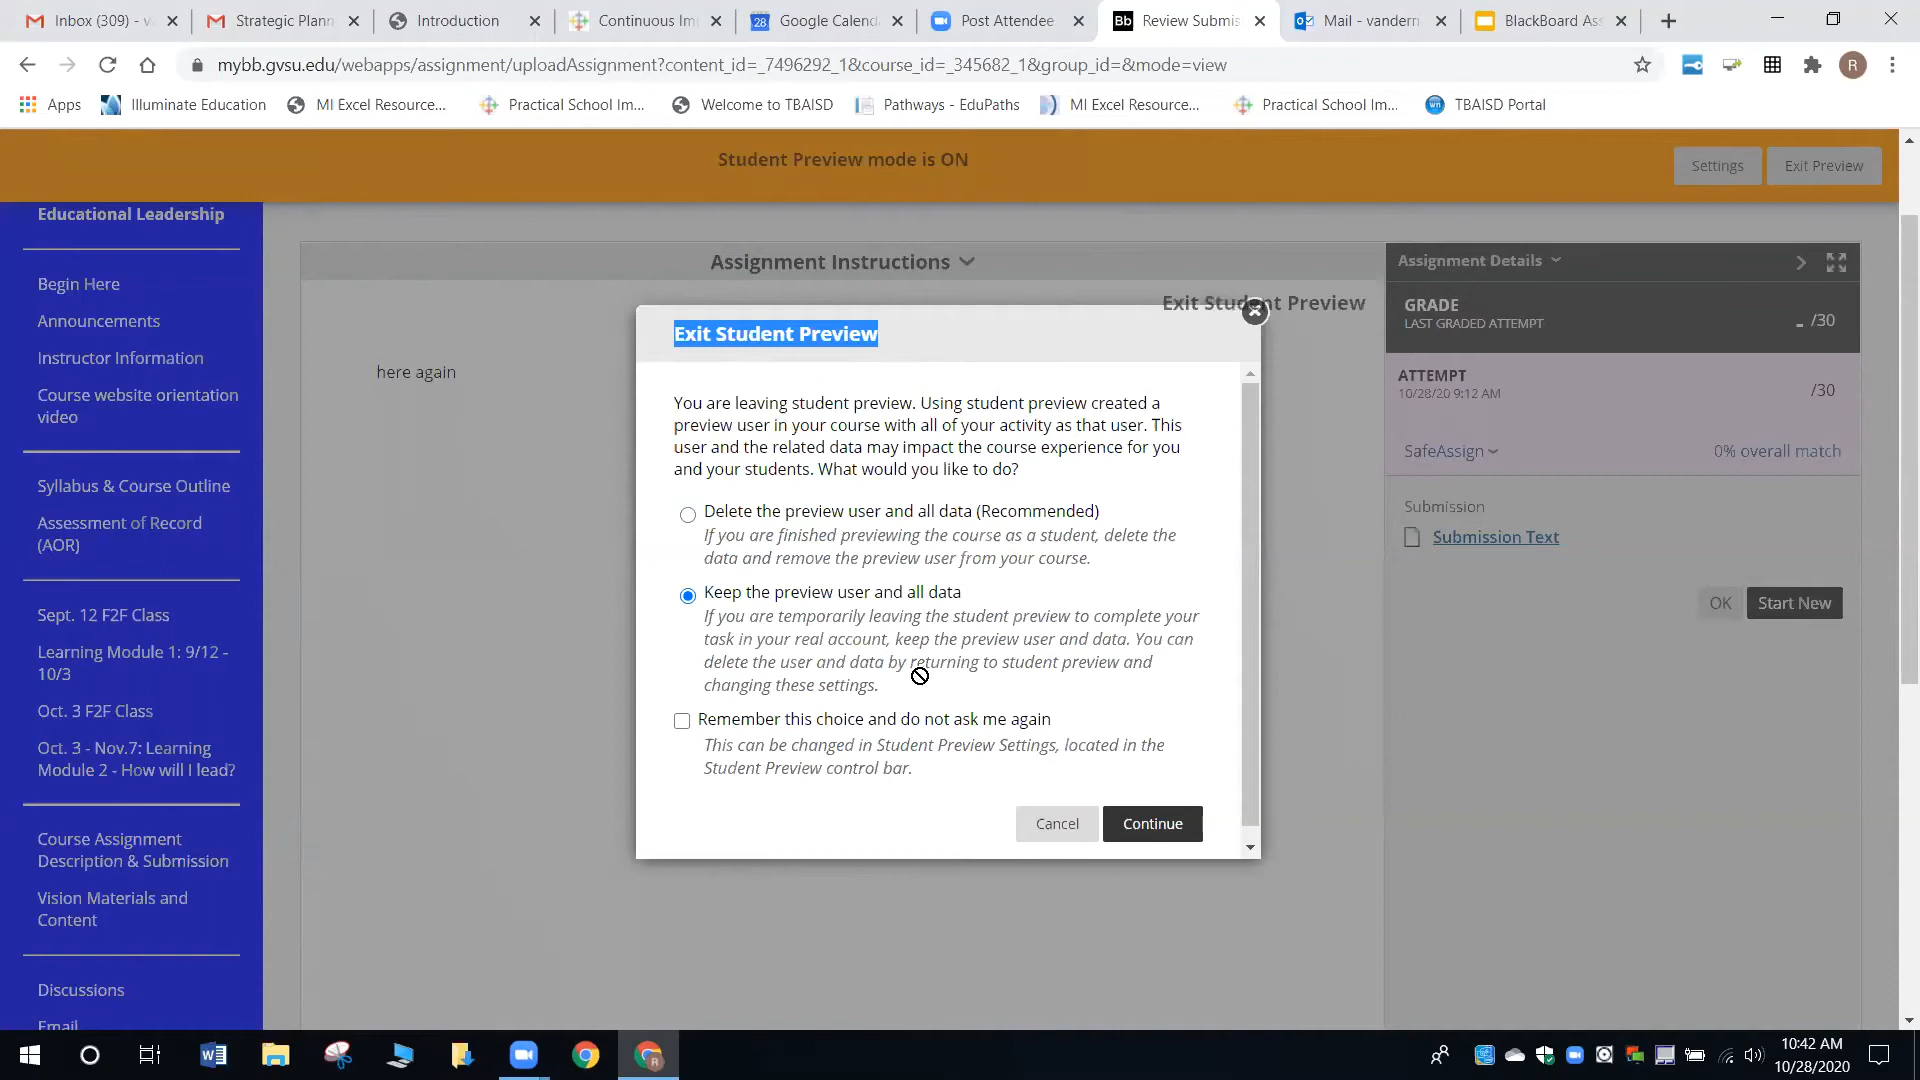 Inbox (309) - v
Strategic Plann
Introduction
Continuous Im
Google Calend
Post Attendee
Bb Review Submis
Mail - vanderm
BlackBoard Ass
mybb.gvsu.edu/webapps/assignment/uploadAssignment?content_id=_7496292_1&course_id=_345682_1&group_id=&mode=view
R
Apps
Illuminate Education
MI Excel Resource...
Practical School Im...
Welcome to TBAISD
Pathways - EduPaths
MI Excel Resource...
Practical School Im...
TBAISD Portal
Student Preview mode is ON
Settings
Exit Preview
Educational Leadership
Begin Here
Announcements
Instructor Information
Course website orientation
video
Syllabus & Course Outline
Assessment of Record
(AOR)
Sept. 12 F2F Class
Learning Module 1: 9/12 -
10/3
Oct. 3 F2F Class
Oct. 3 - Nov.7: Learning
Module 2 - How will I lead?
Course Assignment
Description & Submission
Vision Materials and
Content
Discussions
Email
Assignment Instructions
Exit Student Preview
here again
Exit Student Preview
You are leaving student preview. Using student preview created a
preview user in your course with all of your activity as that user. This
user and the related data may impact the course experience for you
and your students. What would you like to do?
Delete the preview user and all data (Recommended)
If you are finished previewing the course as a student, delete the
data and remove the preview user from your course.
Keep the preview user and all data
If you are temporarily leaving the student preview to complete your
task in your real account, keep the preview user and data. You can
delete the user and data by returning to student preview and
changing these settings.
Remember this choice and do not ask me again
This can be changed in Student Preview Settings, located in the
Student Preview control bar.
Cancel
Continue
Assignment Details
GRADE
LAST GRADED ATTEMPT
- /30
ATTEMPT
10/28/20 9:12 AM
/30
SafeAssign
0% overall match
Submission
Submission Text
OK
Start New
10:42 AM
10/28/2020